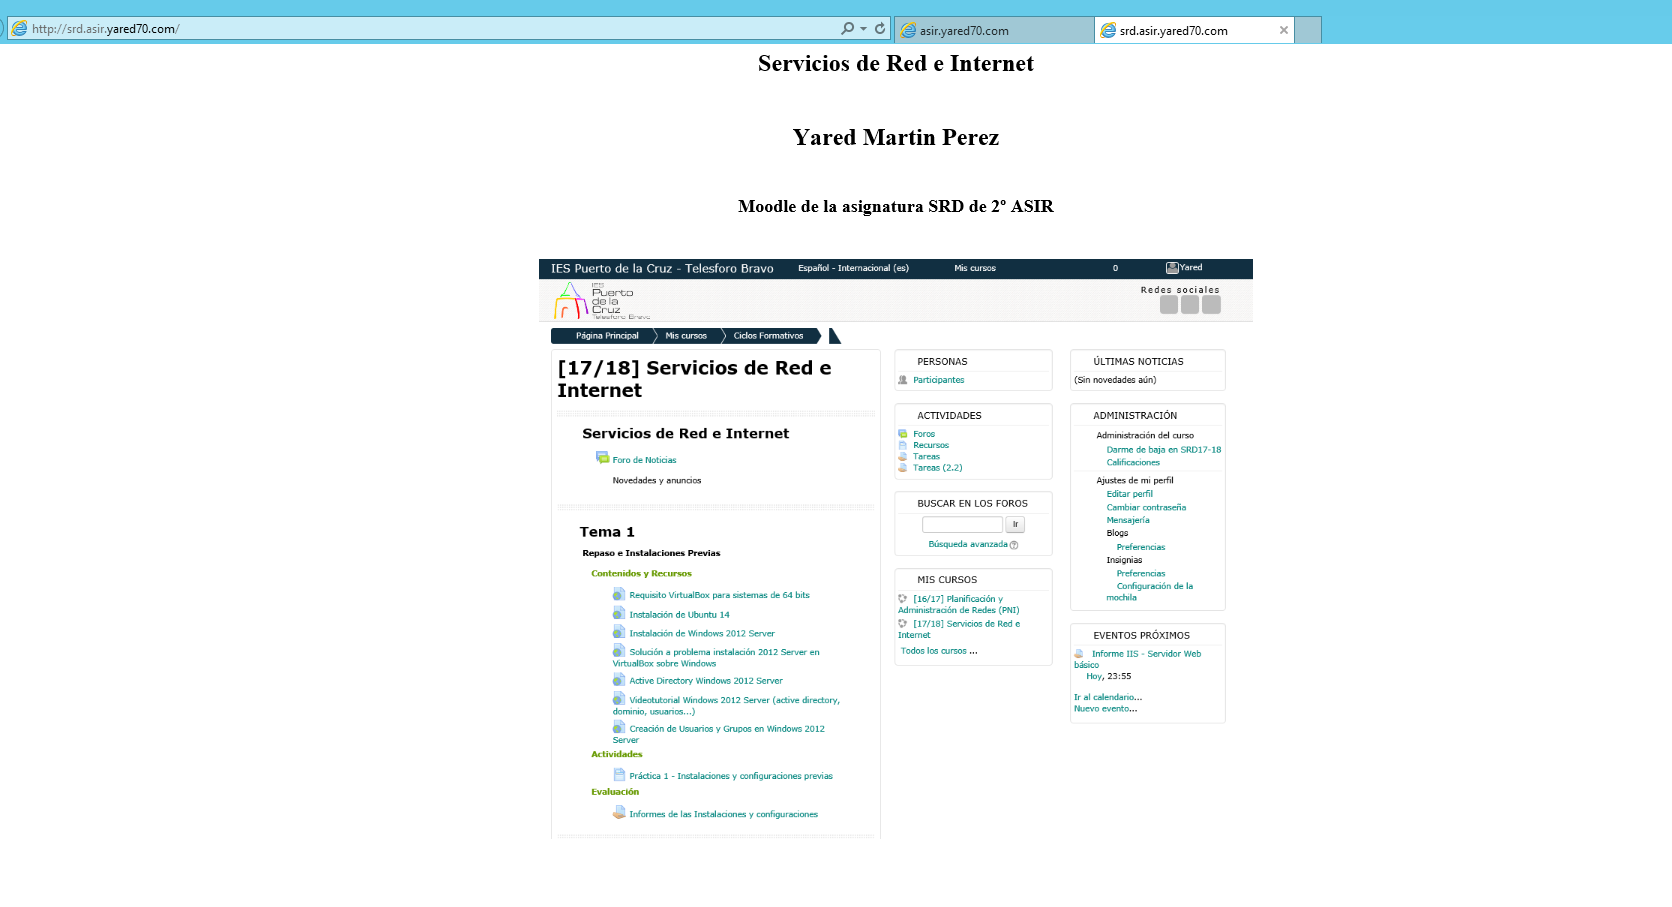 http://srd.asir.yared70.com/
asir.yared70.com
srd.asir.yared70.com
Servicios de Red e Internet
Yared Martin Perez
Moodle de la asignatura SRD de 2º ASIR
IES Puerto de la Cruz - Telesforo Bravo
Español - Internacional (es)
Mis cursos
0
Yared
IES
Puerto
de la
Cruz
Telesforo Bravo
Redes sociales
Página Principal
Mis cursos
Ciclos Formativos
[17/18] Servicios de Red e
Internet
Servicios de Red e Internet
Foro de Noticias
Novedades y anuncios
Tema 1
Repaso e Instalaciones Previas
Contenidos y Recursos
Requisito VirtualBox para sistemas de 64 bits
Instalación de Ubuntu 14
Instalación de Windows 2012 Server
Solución a problema instalación 2012 Server en
VirtualBox sobre Windows
Active Directory Windows 2012 Server
Videotutorial Windows 2012 Server (active directory,
dominio, usuarios...)
Creación de Usuarios y Grupos en Windows 2012
Server
Actividades
Práctica 1 - Instalaciones y configuraciones previas
Evaluación
Informes de las Instalaciones y configuraciones
PERSONAS
Participantes
ACTIVIDADES
Foros
Recursos
Tareas
Tareas (2.2)
BUSCAR EN LOS FOROS
Ir
Búsqueda avanzada
MIS CURSOS
[16/17] Planificación y
Administración de Redes (PNI)
[17/18] Servicios de Red e
Internet
Todos los cursos ...
ÚLTIMAS NOTICIAS
(Sin novedades aún)
ADMINISTRACIÓN
Administración del curso
Darme de baja en SRD17-18
Calificaciones
Ajustes de mi perfil
Editar perfil
Cambiar contraseña
Mensajería
Blogs
Preferencias
Insignias
Preferencias
Configuración de la
mochila
EVENTOS PRÓXIMOS
Informe IIS - Servidor Web
básico
Hoy, 23:55
Ir al calendario...
Nuevo evento...